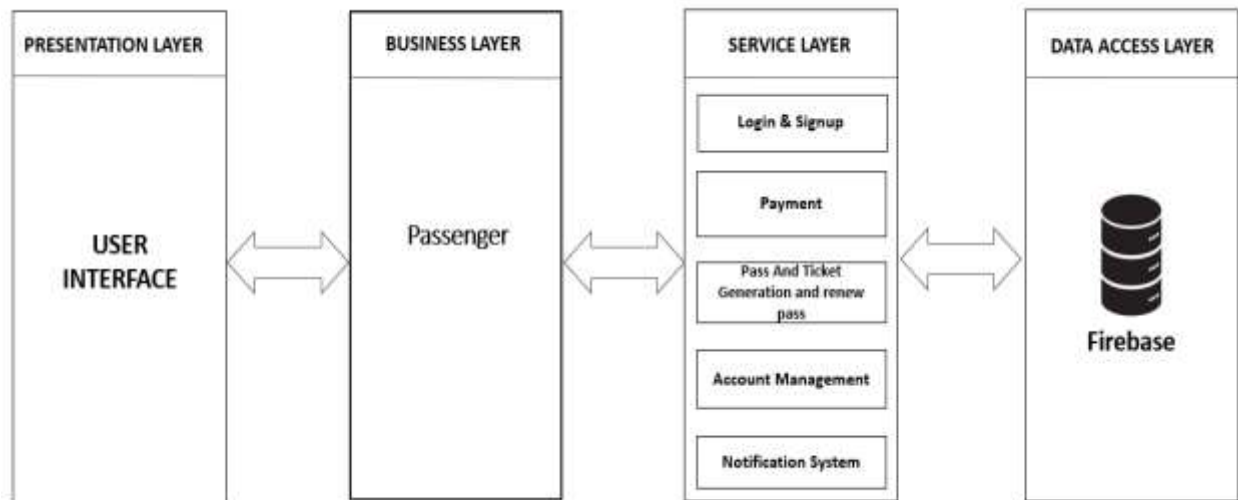 PRESENTATION LAYER
USER
INTERFACE
BUSINESS LAYER
Passenger
SERVICE LAYER
Login & Signup
Payment
Pass And Ticket
Generation and renew
pass
Account Management
Notification System
DATA ACCESS LAYER
Firebase